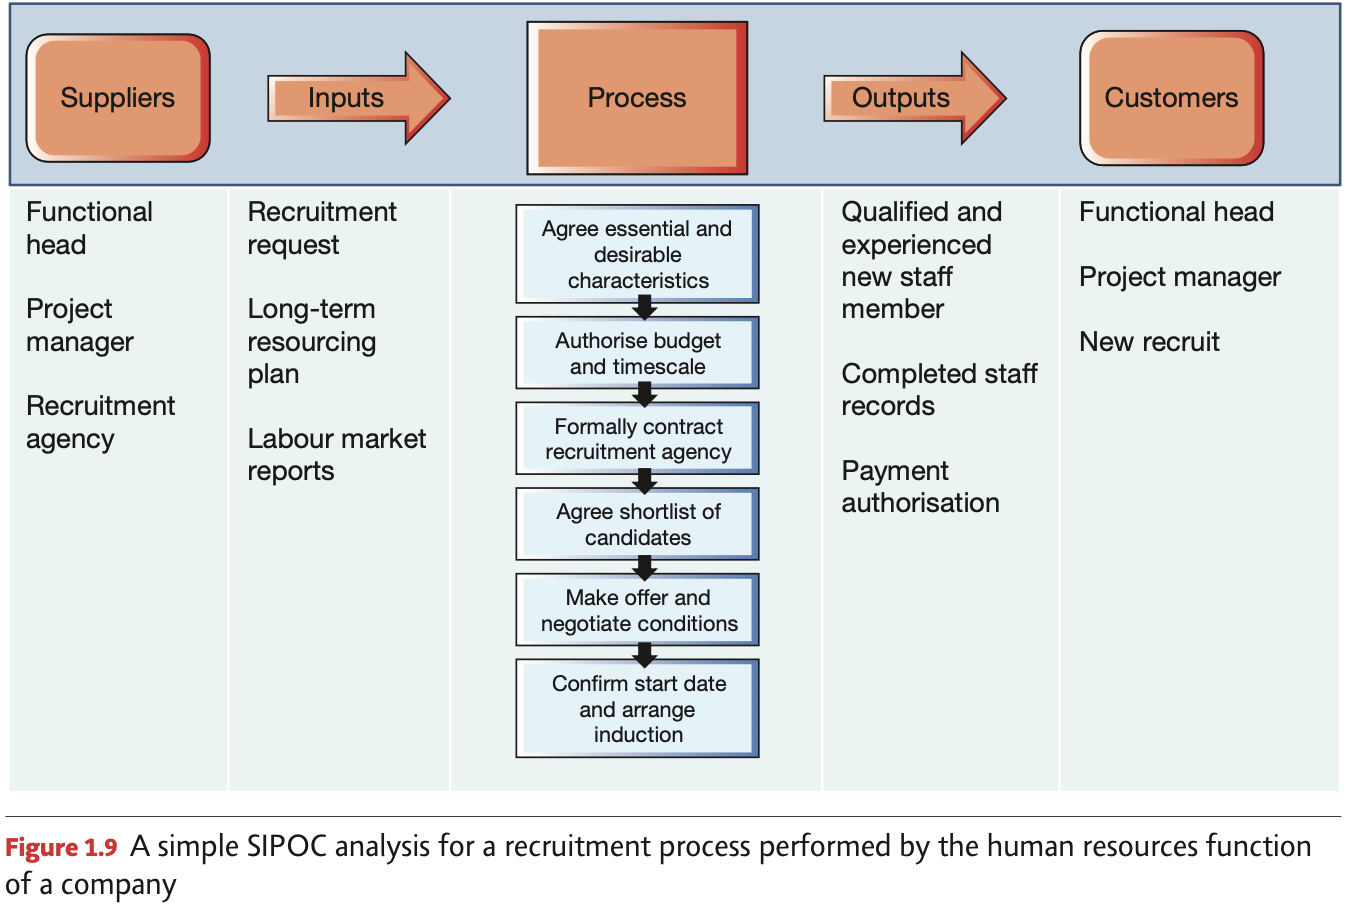 Suppliers
Inputs
Process
Outputs
Customers
Functional
head
Project
manager
Recruitment
agency
Recruitment
request
Long-term
resourcing
plan
Labour market
reports
Agree essential and
desirable
characteristics
Authorise budget
and timescale
Formally contract
recruitment agency
Agree shortlist of
candidates
Make offer and
negotiate conditions
Confirm start date
and arrange
induction
Qualified and
experienced
new staff
member
Completed staff
records
Payment
authorisation
Functional head
Project manager
New recruit
Figure 1.9 A simple SIPOC analysis for a recruitment process performed by the human resources function
of a company